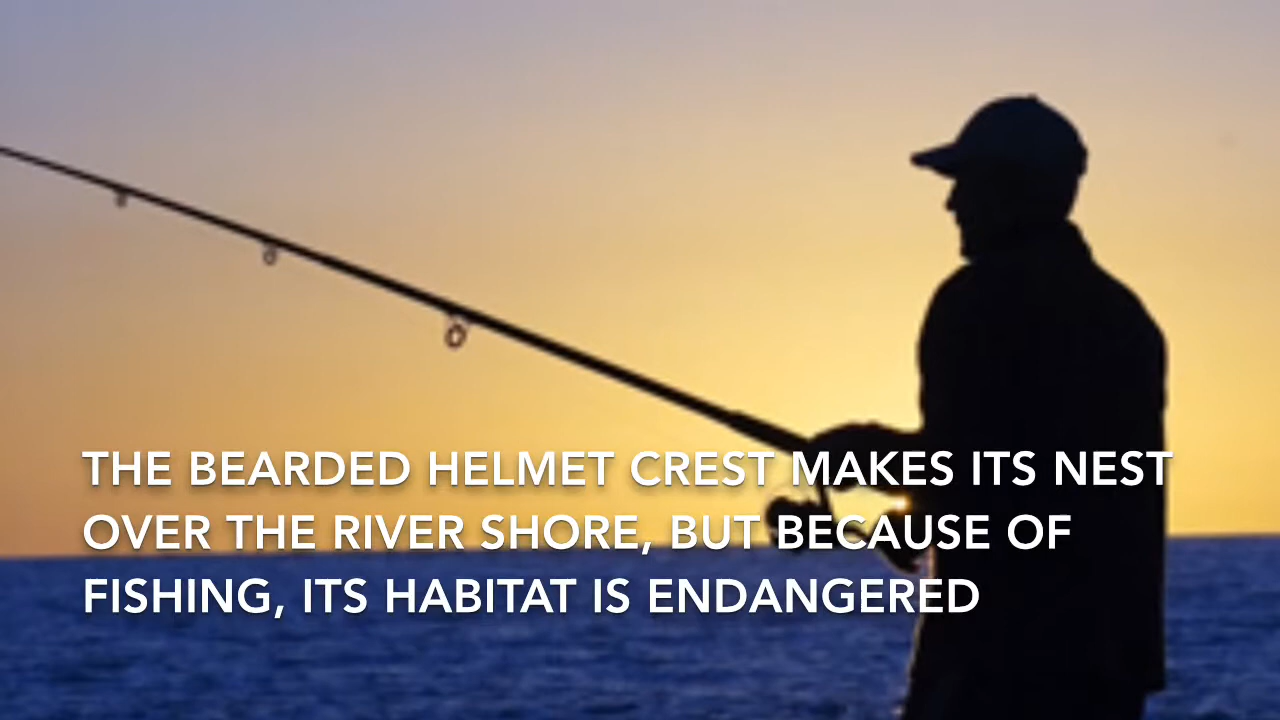 THE BEARDED HELMET CREST MAKES ITS NEST
OVER THE RIVER SHORE, BUT BECAUSE OF
FISHING, ITS HABITAT IS ENDANGERED